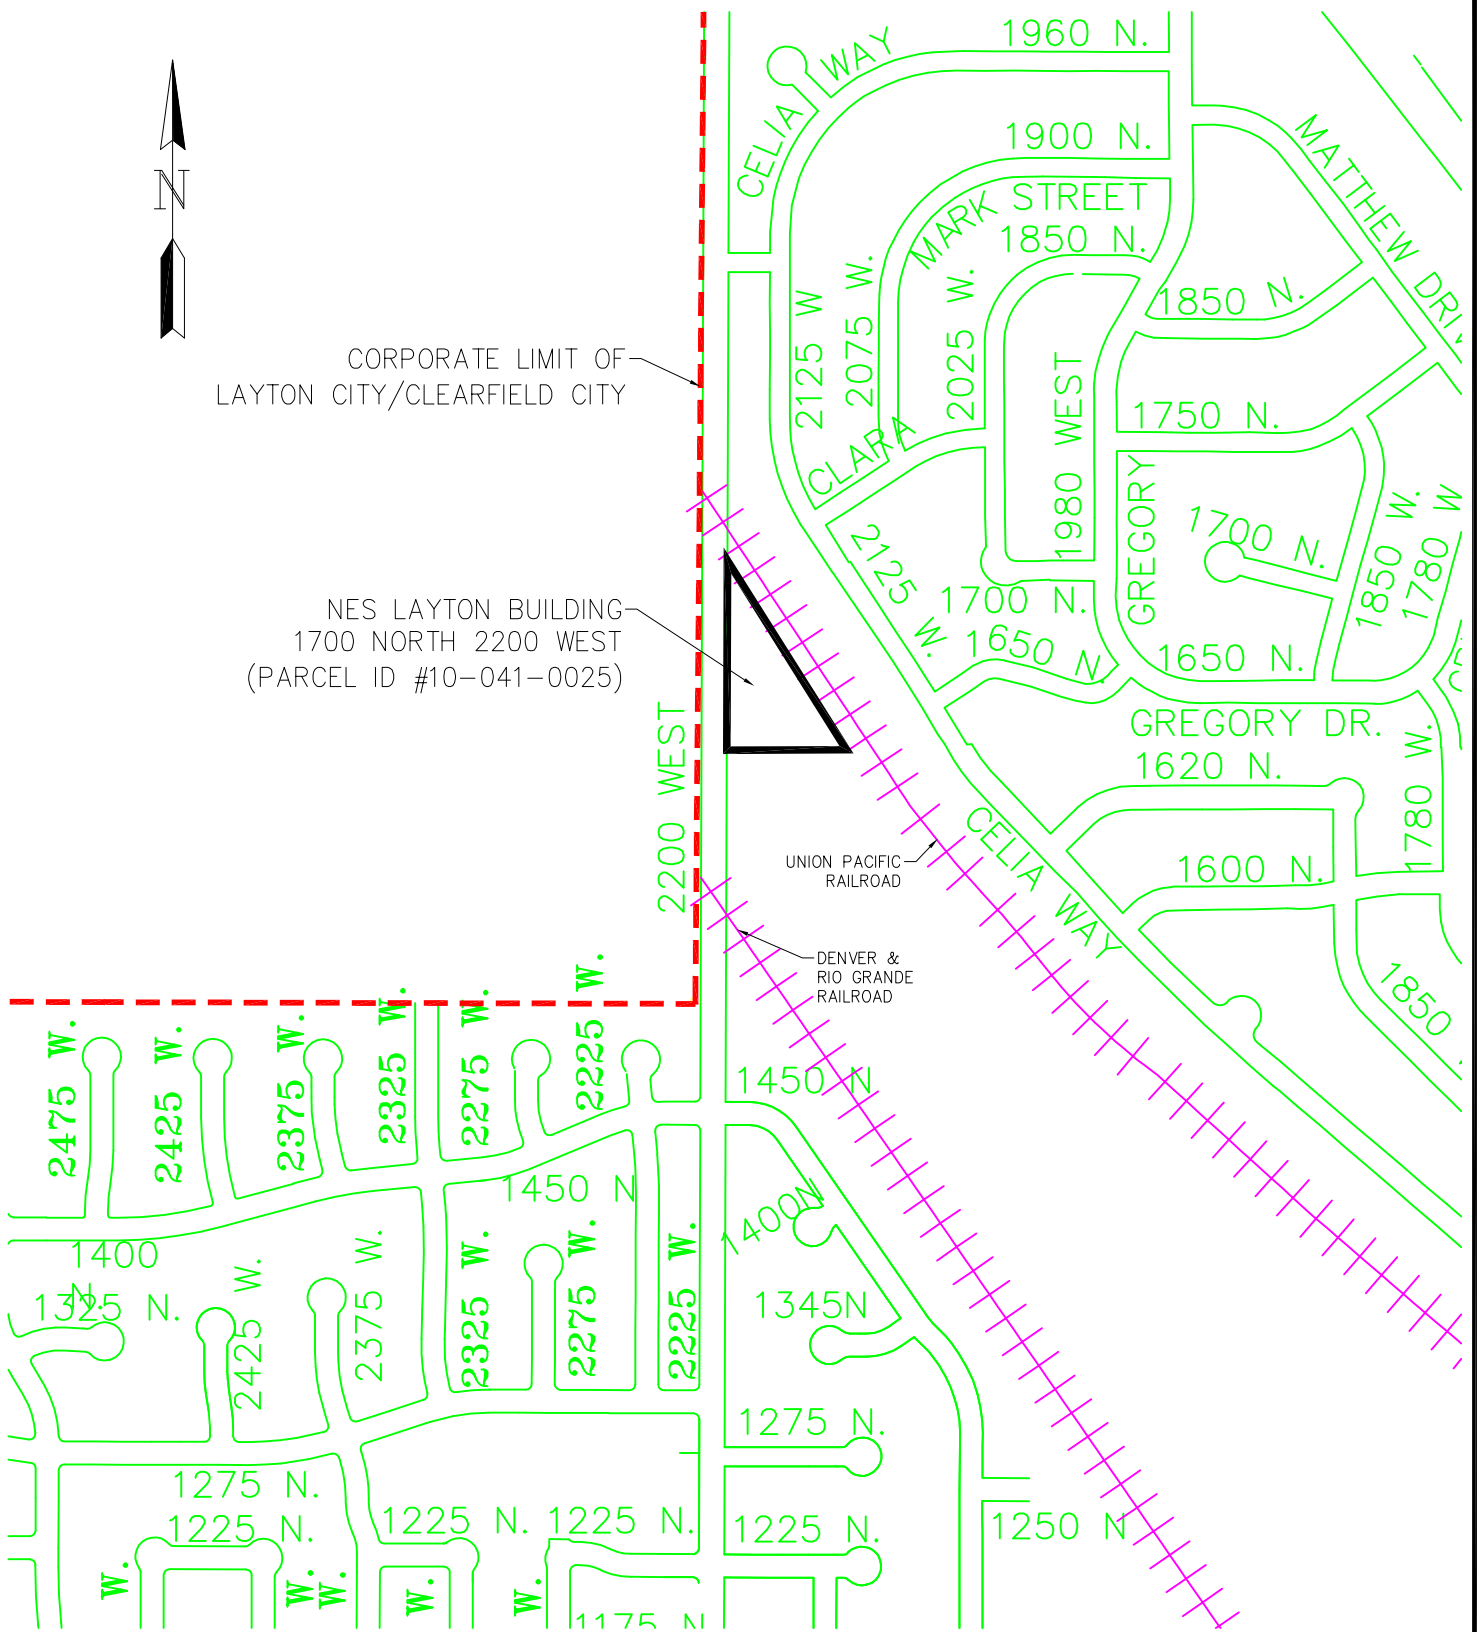 1960 N.
CELIA WAY
1900 N.
MARK STREET
MATTHEW
N
1850 N.
1850 N.
2125 W
2075 W.
2025 W.
1980 WEST
CORPORATE LIMIT OF
LAYTON CITY/CLEARFIELD CITY
1750 N.
CLARA
GREGORY
1700 N.
1850 W.
1780 W
2125 W.
NES LAYTON BUILDING
1700 NORTH 2200 WEST
(PARCEL ID #10-041-0025)
1700 N.
1650 N.
1650 N.
GREGORY DR.
2200 WEST
1620 N.
1780 W.
CELIA WAY
UNION PACIFIC
RAILROAD
1600 N.
DENVER &
RIO GRANDE
RAILROAD
1850
2475 W.
2425 W.
2375 W.
2325 W.
2275 W.
2225 W.
1450 N
1450 N
1400N
1400
N.
1325 N.
2425 W.
2375 W.
2325 W.
2275 W.
2225 W.
1345N
1275 N.
1275 N.
1225 N.
1225 N.
1225 N.
1225 N.
1250 N
W.
W.
W.
W.
W.
1175 N